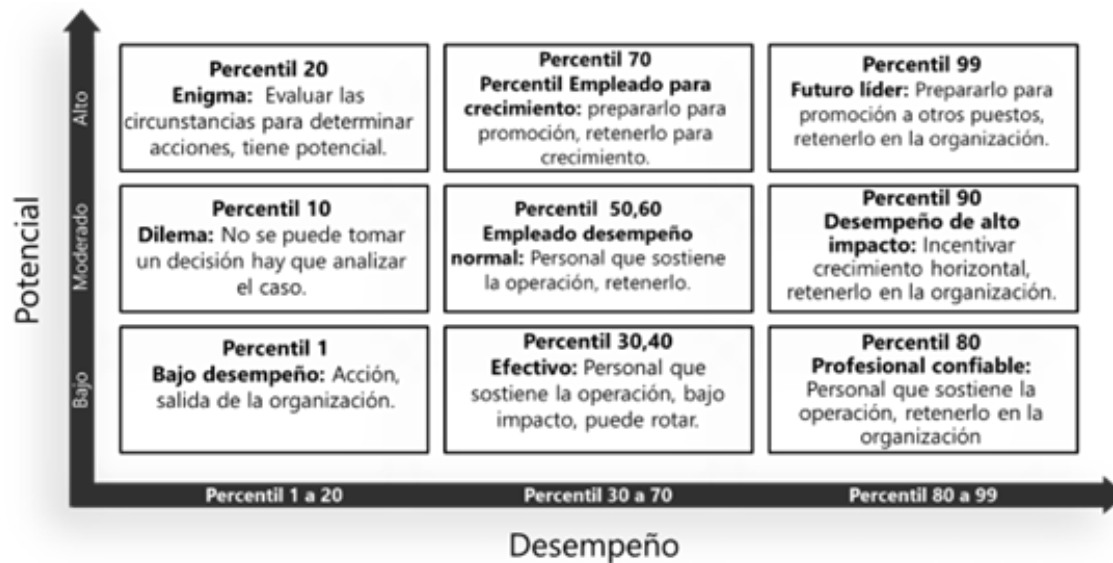 Potencial
Alto
Moderado
Bajo
Percentil 20
Enigma: Evaluar las
circunstancias para determinar
acciones, tiene potencial.
Percentil 70
Percentil Empleado para
crecimiento: prepararlo para
promoción, retenerlo para
crecimiento.
Percentil 99
Futuro líder: Prepararlo para
promoción a otros puestos,
retenerlo en la organización.
Percentil 10
Dilema: No se puede tomar
un decisión hay que analizar
el caso.
Percentil 50,60
Empleado desempeño
normal: Personal que sostiene
la operación, retenerlo.
Percentil 90
Desempeño de alto
impacto: Incentivar
crecimiento horizontal,
retenerlo en la organización.
Percentil 1
Bajo desempeño: Acción,
salida de la organización.
Percentil 30,40
Efectivo: Personal que
sostiene la operación, bajo
impacto, puede rotar.
Percentil 80
Profesional confiable:
Personal que sostiene la
operación, retenerlo en la
organización
Percentil 1 a 20
Percentil 30 a 70
Percentil 80 a 99
Desempeño